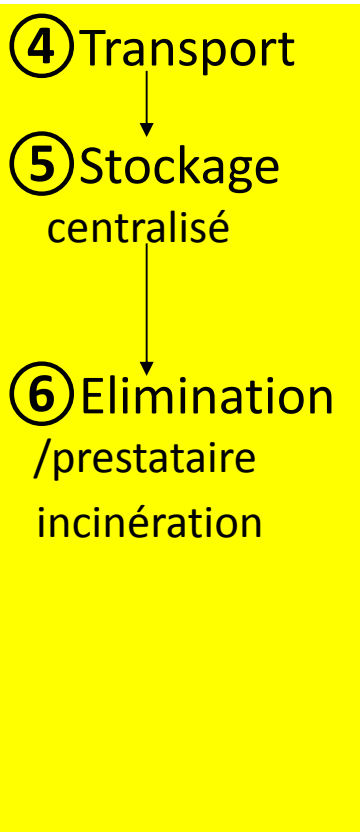 ④Transport
⑤Stockage
centralisé
⑥Elimination
/prestataire
incinération